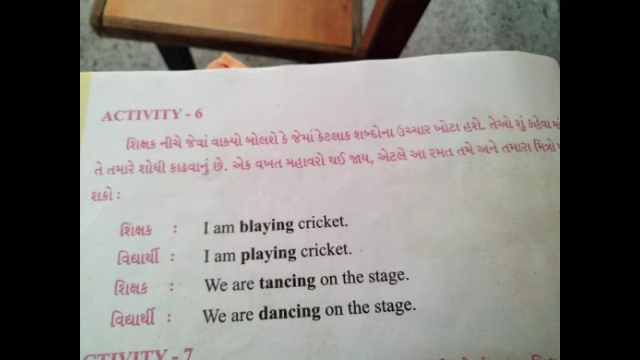 ACTIVITY - 6
શિક્ષક નીચે જેવાં વાક્યો બોલશે કે જેમાં કેટલાક શબ્દોના ઉચ્ચાર ખોટા હશે. તેઓ શું કહેવા
તે તમારે શોધી કાઢવાનું છે. એક વખત મહાવરો થઈ જાય, એટલે આ રમત તમે અને તમારા મિત્રો
શકો :
શિક્ષક : I am blaying cricket.
વિદ્યાર્થી : I am playing cricket.
શિક્ષક : We are tancing on the stage.
વિદ્યાર્થી : We are dancing on the stage.
ACTIVITY - 7